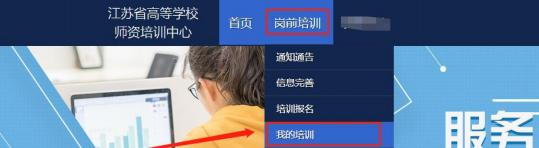 江苏省高等学校
师资培训中心
首页
岗前培训
通知通告
信息完善
培训报名
我的培训
服务